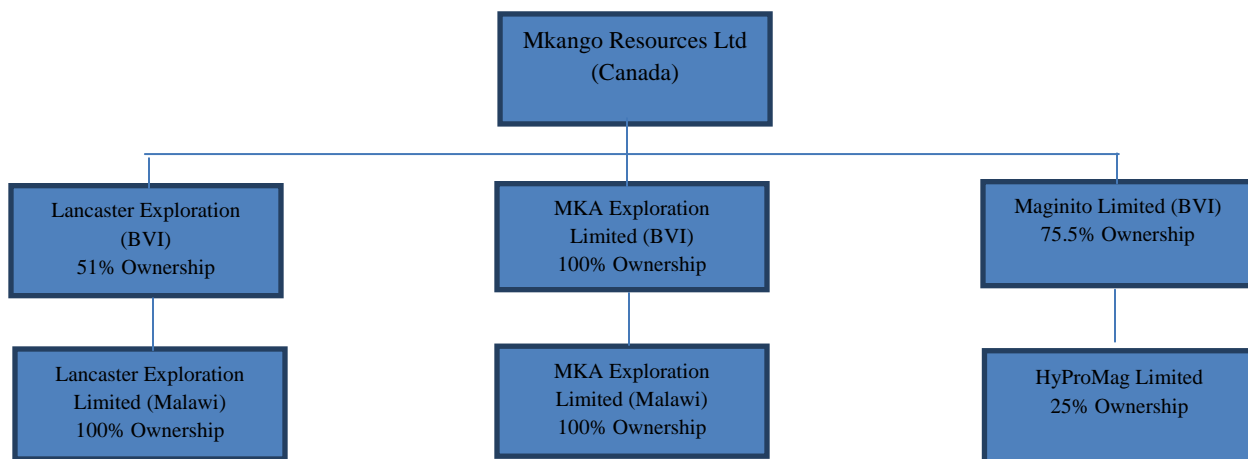 Mkango Resources Ltd
(Canada)
Lancaster Exploration
(BVI)
51% Ownership
MKA Exploration
Limited (BVI)
100% Ownership
Maginito Limited (BVI)
75.5% Ownership
Lancaster Exploration
Limited (Malawi)
100% Ownership
MKA Exploration
Limited (Malawi)
100% Ownership
HyProMag Limited
25% Ownership